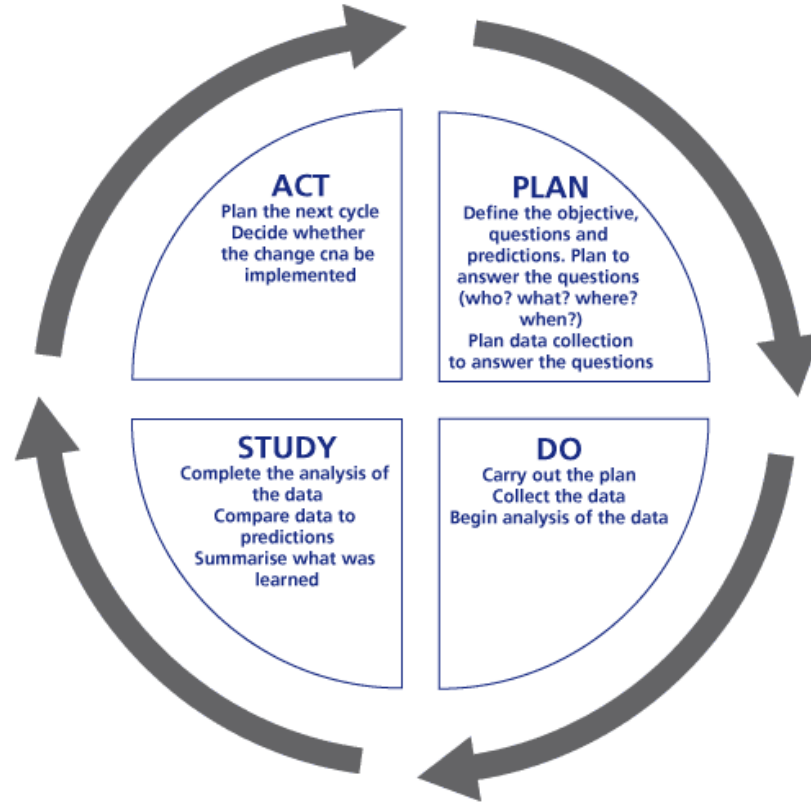 ACT
Plan the next cycle
Decide whether
the change cna be
implemented
PLAN
Define the objective,
questions and
predictions. Plan to
answer the questions
(who? what? where?
when?)
Plan data collection
to answer the questions
STUDY
Complete the analysis of
the data
Compare data to
predictions
Summarise what was
learned
DO
Carry out the plan
Collect the data
Begin analysis of the data